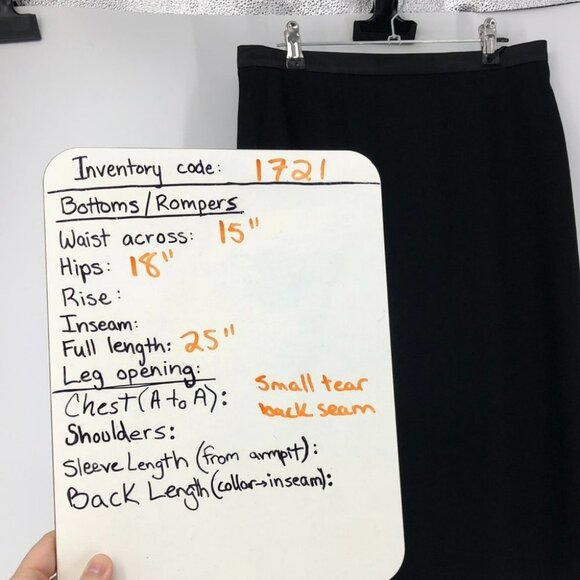 Inventory code: 1721
Bottoms/Rompers
Waist across: 15"
Hips: 18"
Rise:
Inseam:
Full length: 25"
Leg opening:
Small tear
back seam
Chest (A to A):
Shoulders:
Sleeve Length (from armpit):
Back Length (collar→inseam):